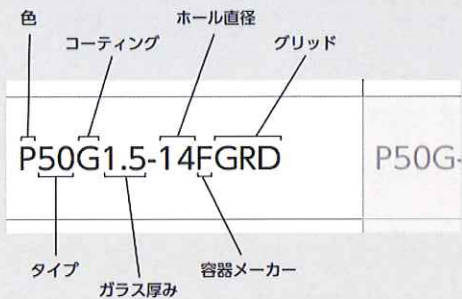 色
ホール直径
コーティング
グリッド
P50G1.5-14FGRD
P50G-
タイプ
容器メーカー
ガラス厚み